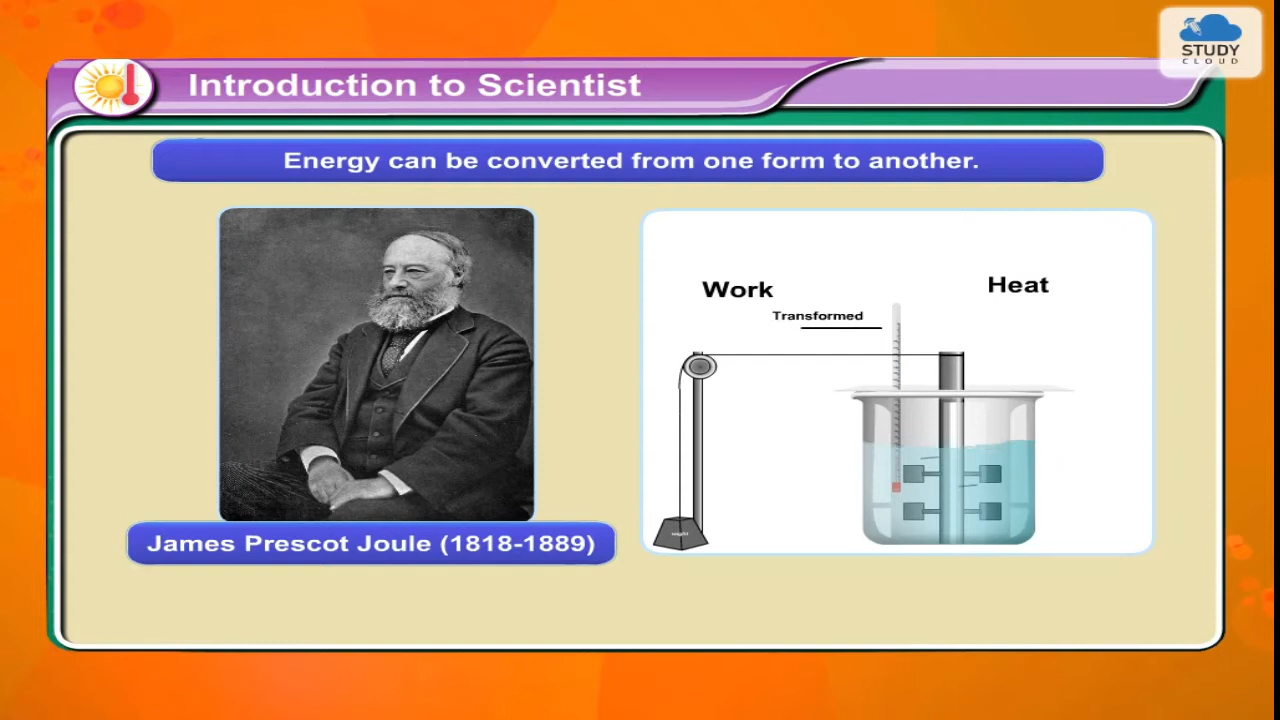 STUDY
CLOUD
Introduction to Scientist
Energy can be converted from one form to another.
Work
Heat
Transformed
weight
James Prescot Joule (1818-1889)